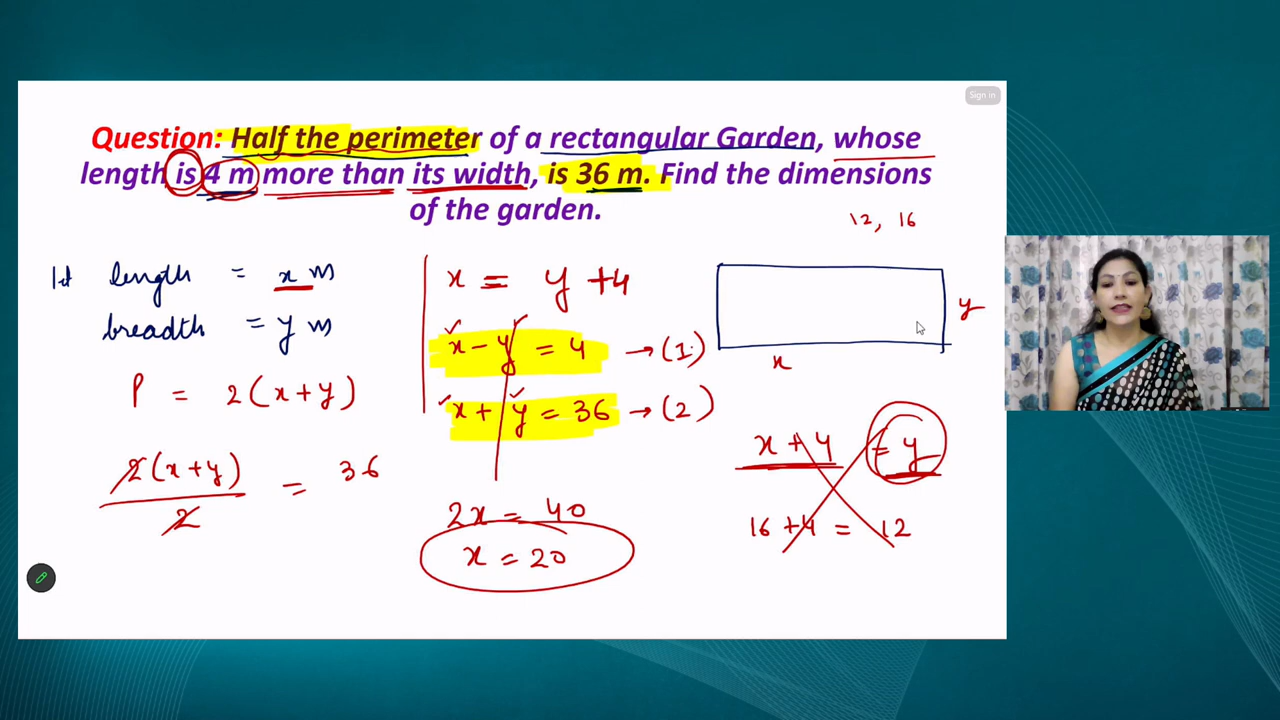 Sign in
Question: Half the perimeter of a rectangular Garden, whose
length is 4 m more than its width, is 36 m. Find the dimensions
of the garden.
12, 16
length = x m
breadth = y m
P = 2(x+y)
2(x+y)
2
= 36
x = y +4
x - y = 4 → (1)
x + y = 36 → (2)
2x = 40
x = 20
y
x
x + 4 = y
16 + 4 = 12